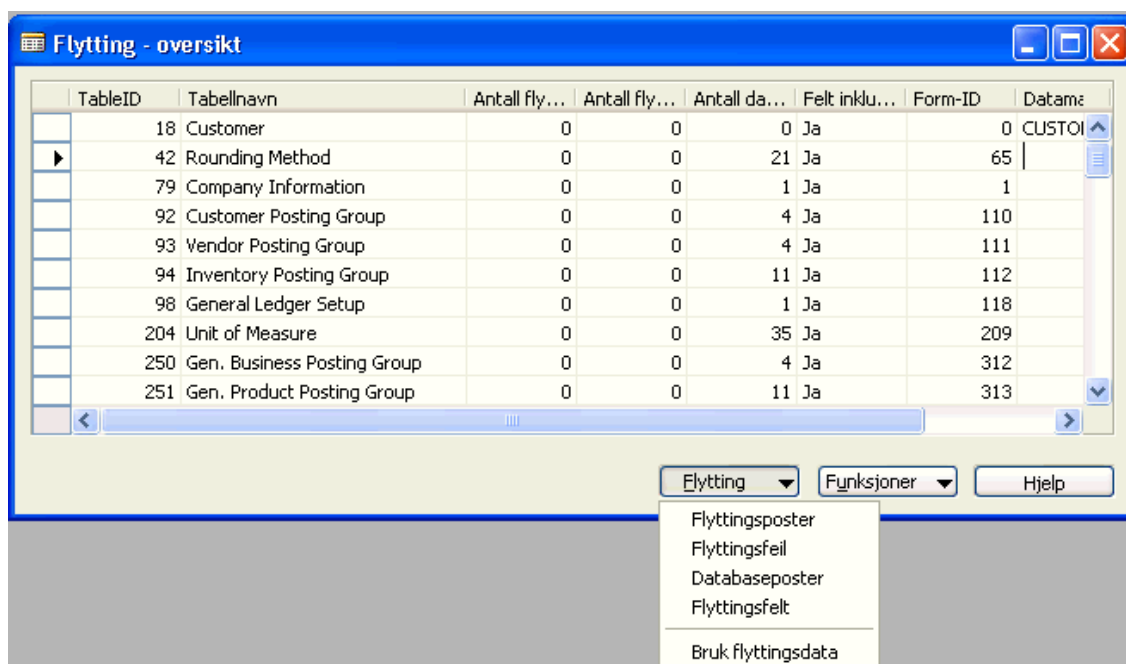 Flytting - oversikt
TableID Tabellnavn Antall fly... Antall fly... Antall da... Felt inklu... Form-ID Datama
18 Customer 0 0 0 Ja 0 CUSTOM
42 Rounding Method 0 0 21 Ja 65
79 Company Information 0 0 1 Ja 1
92 Customer Posting Group 0 0 4 Ja 110
93 Vendor Posting Group 0 0 4 Ja 111
94 Inventory Posting Group 0 0 11 Ja 112
98 General Ledger Setup 0 0 1 Ja 118
204 Unit of Measure 0 0 35 Ja 209
250 Gen. Business Posting Group 0 0 4 Ja 312
251 Gen. Product Posting Group 0 0 11 Ja 313
Flytting Funksjoner Hjelp
Flyttingsposter
Flyttingsfeil
Databaseposter
Flyttingsfelt
Bruk flyttingsdata